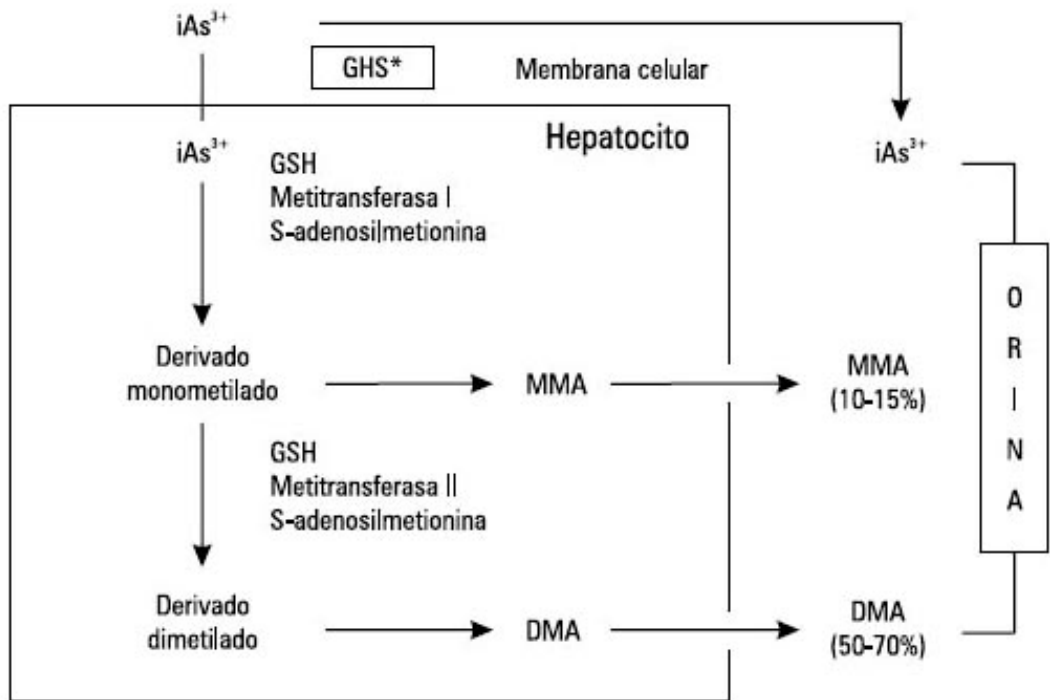 iAs³⁺
GHS*
Membrana celular
Hepatocito
iAs³⁺
iAs³⁺
GSH
Metitransferasa I
S-adenosilmetionina
Derivado
monometilado
MMA
MMA
(10-15%)
GSH
Metitransferasa II
S-adenosilmetionina
Derivado
dimetilado
DMA
DMA
(50-70%)
O
R
I
N
A